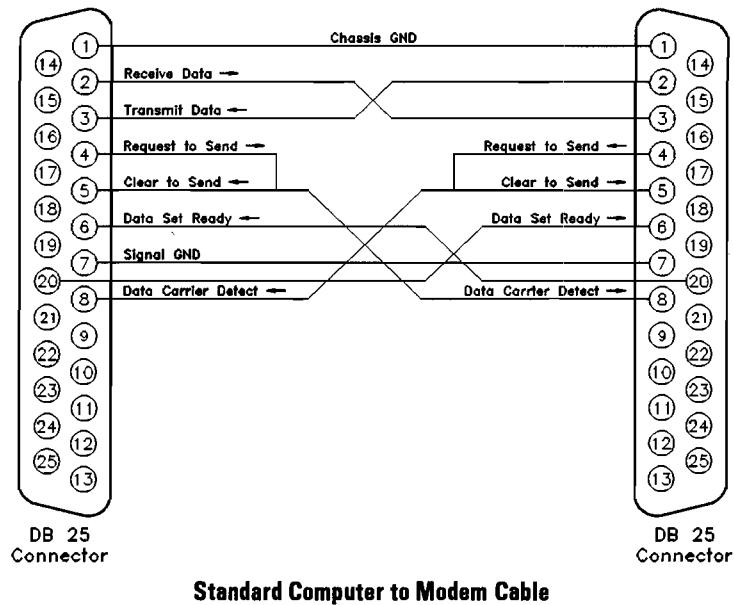 Chassis GND
1
14
2
15
3
16
4
17
5
18
6
19
7
20
8
21
9
22
10
23
11
24
12
25
13
Receive Data →
Transmit Data ←
Request to Send →
Clear to Send ←
Data Set Ready ←
Signal GND
Data Carrier Detect ←
Request to Send ←
Clear to Send →
Data Set Ready →
Data Carrier Detect →
1
14
2
15
3
16
4
17
5
18
6
19
7
20
8
21
9
22
10
23
11
24
12
25
13
DB 25
Connector
DB 25
Connector
Standard Computer to Modem Cable